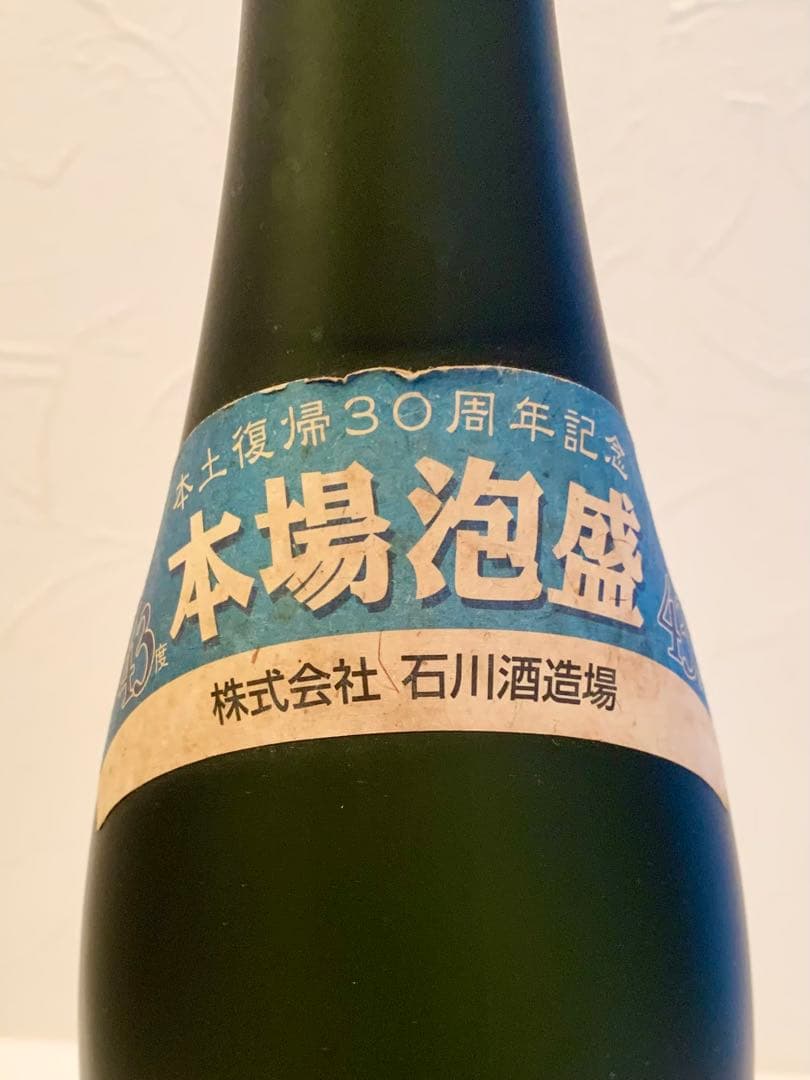 本土復帰30周年記念
本場泡盛
43度
43
株式会社 石川酒造場